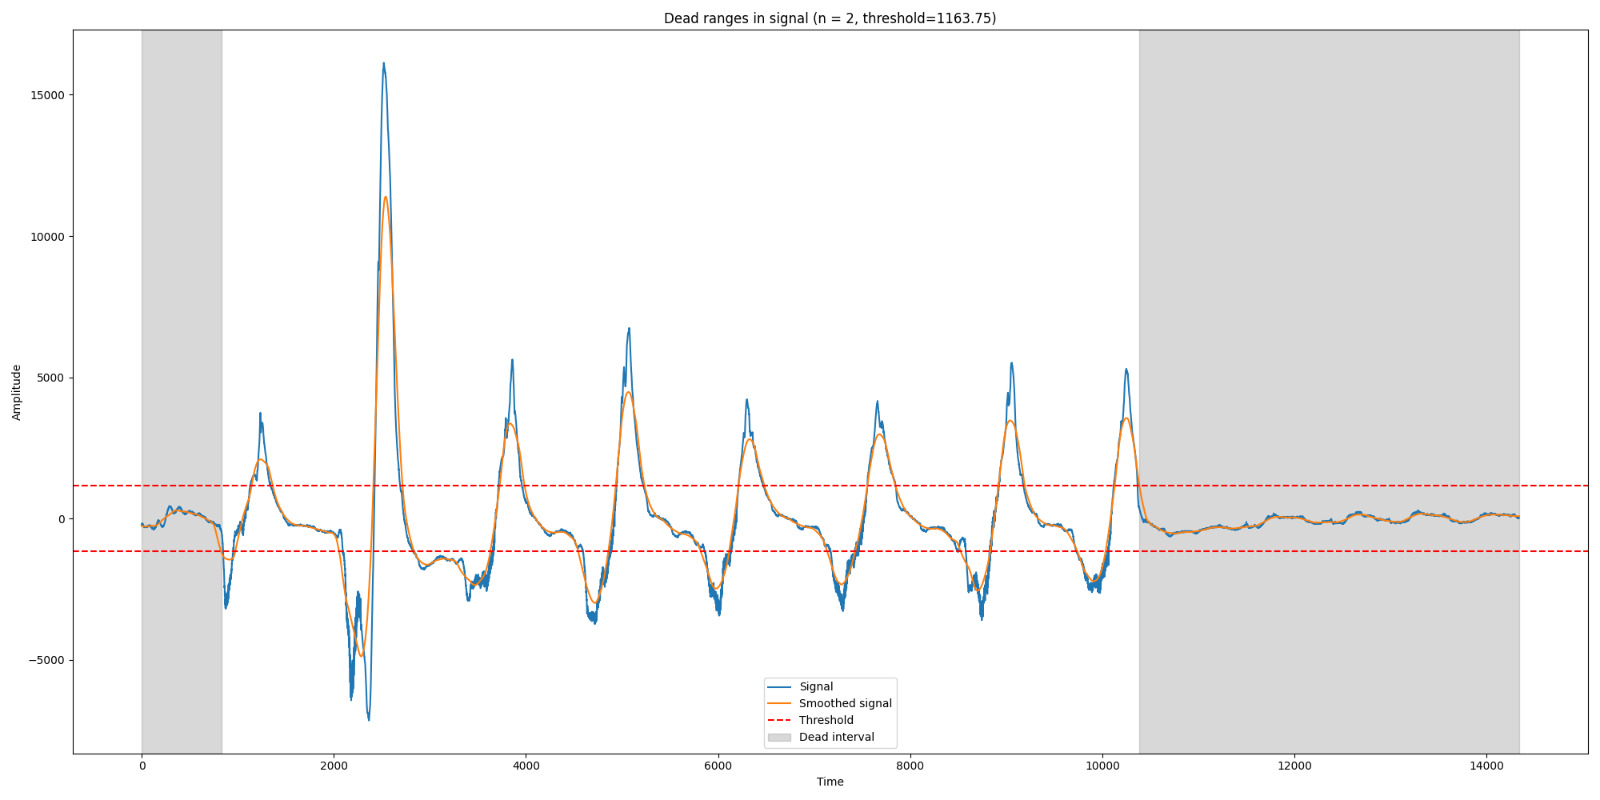 Dead ranges in signal (n = 2, threshold=1163.75)
15000
10000
5000
0
−5000
Amplitude
Signal
Smoothed signal
Threshold
Dead interval
0 2000 4000 6000 8000 10000 12000 14000
Time